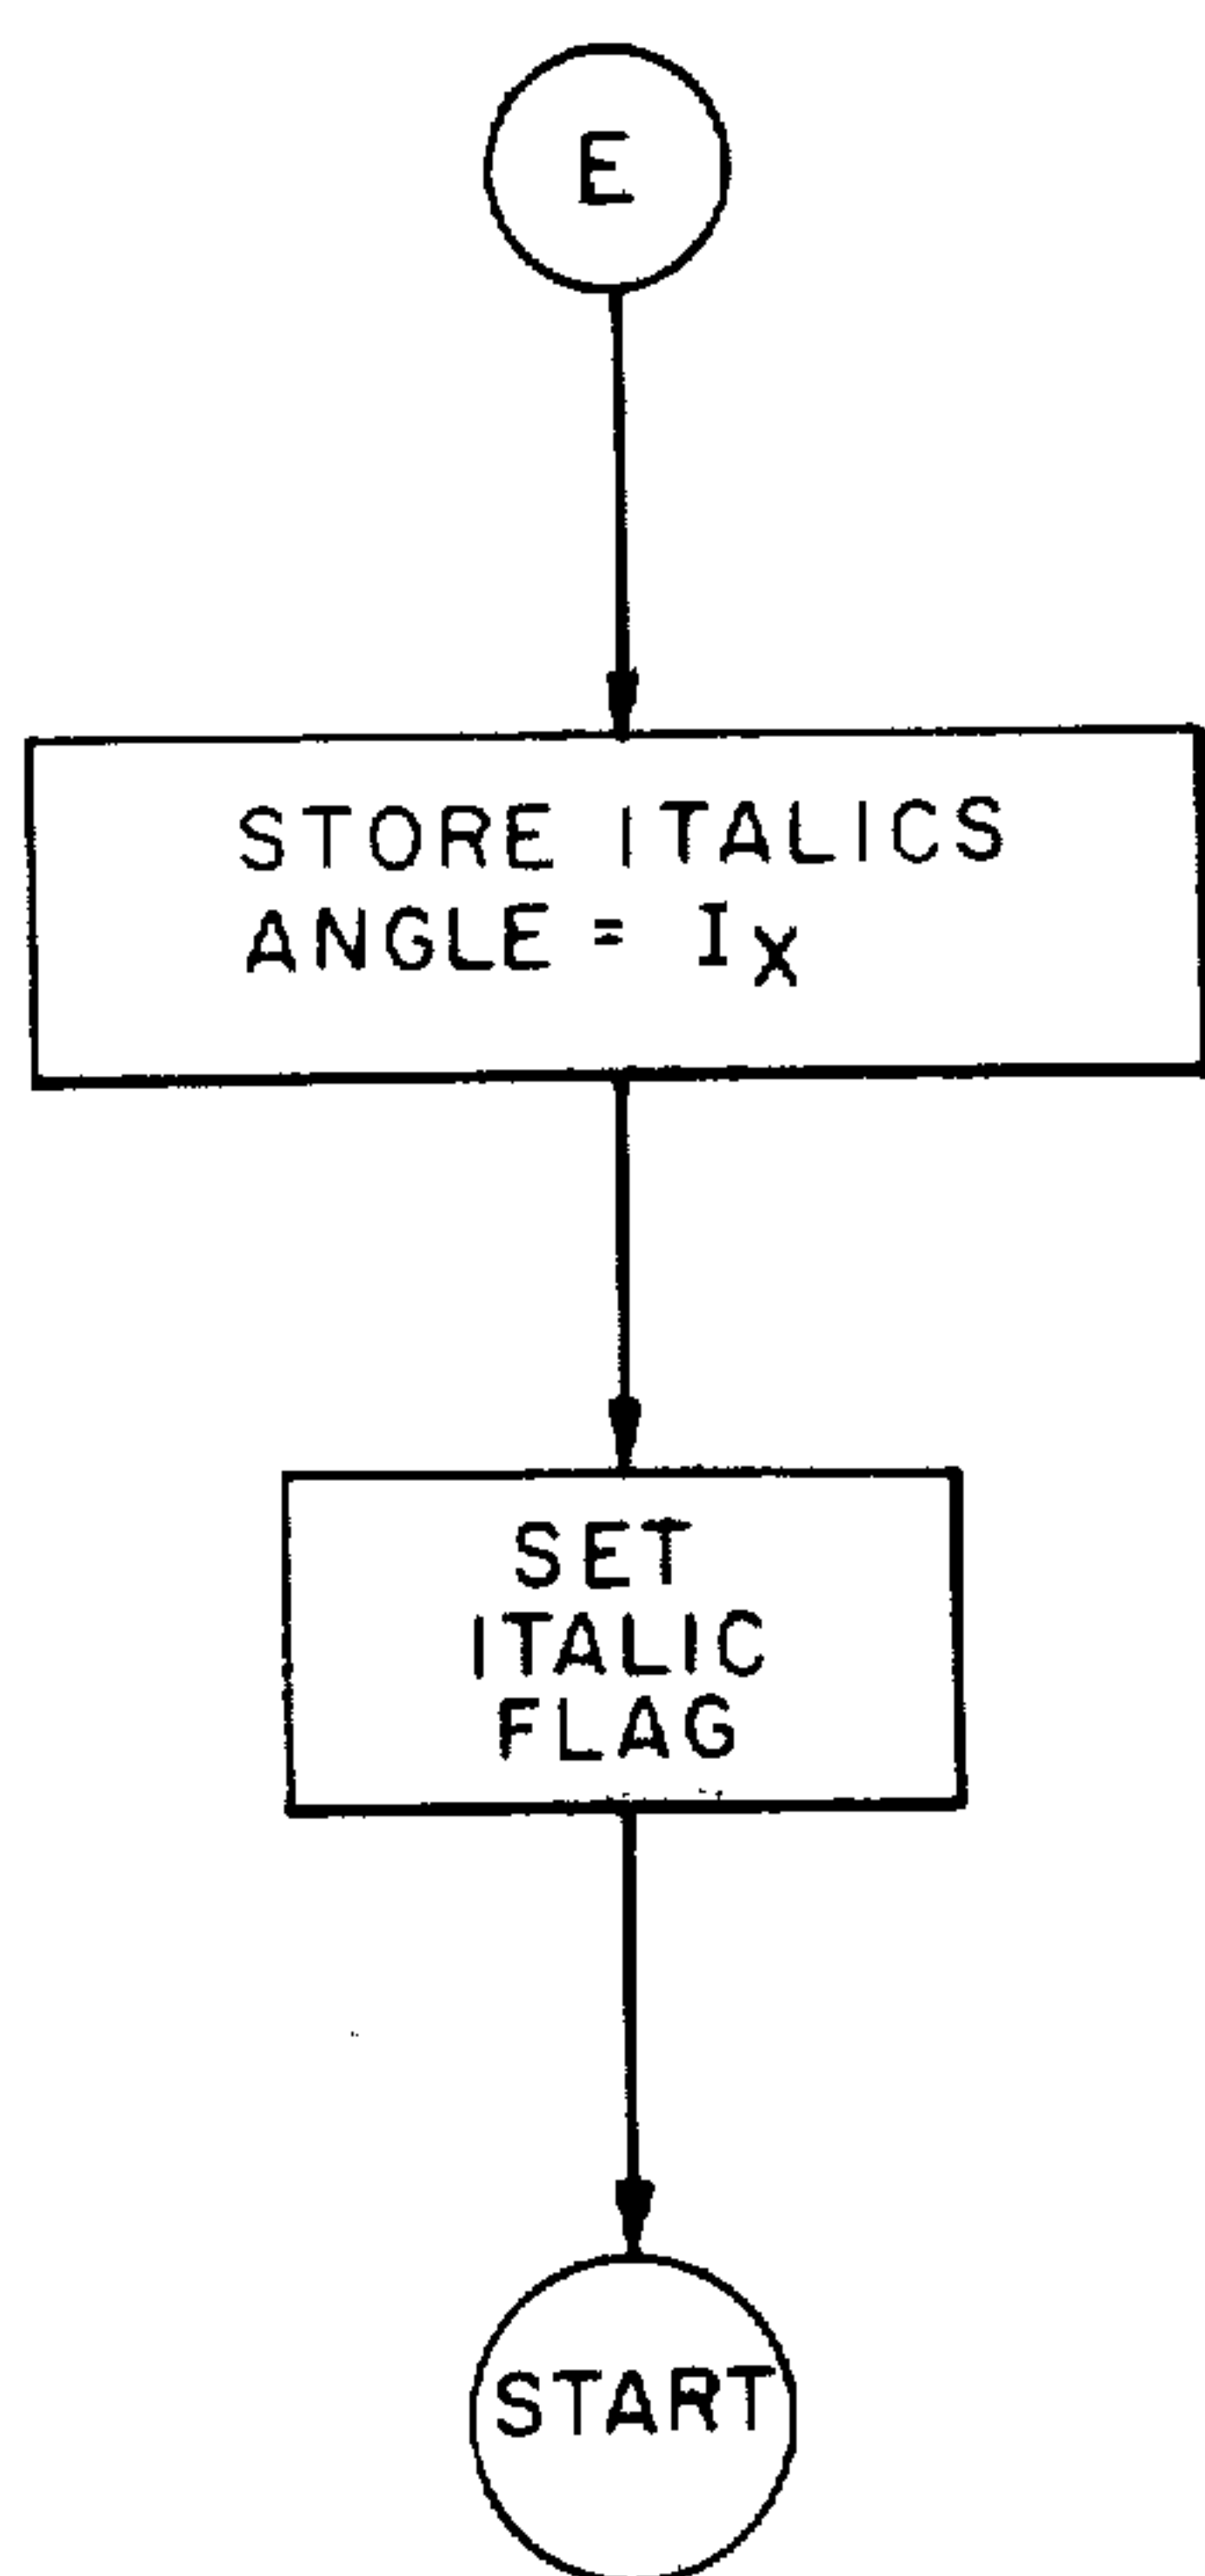 E
STORE ITALICS
ANGLE = Iₓ
SET
ITALIC
FLAG
START